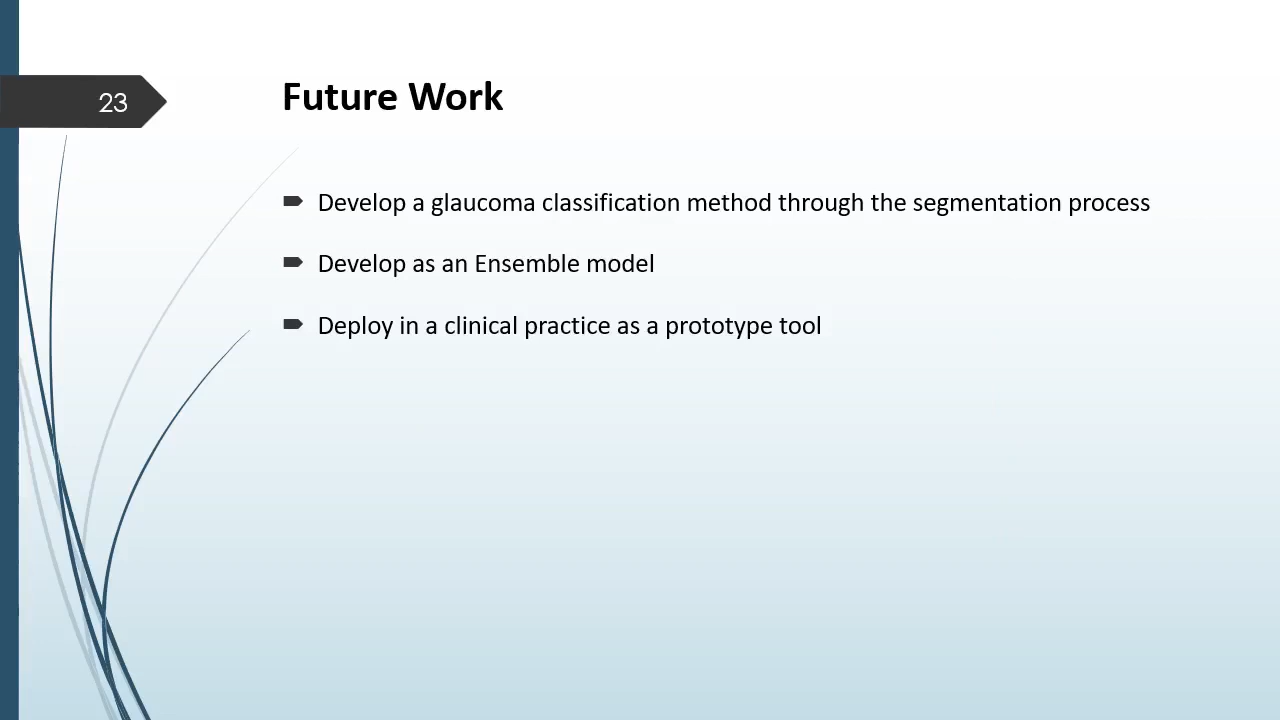 23
Future Work
Develop a glaucoma classification method through the segmentation process
Develop as an Ensemble model
Deploy in a clinical practice as a prototype tool